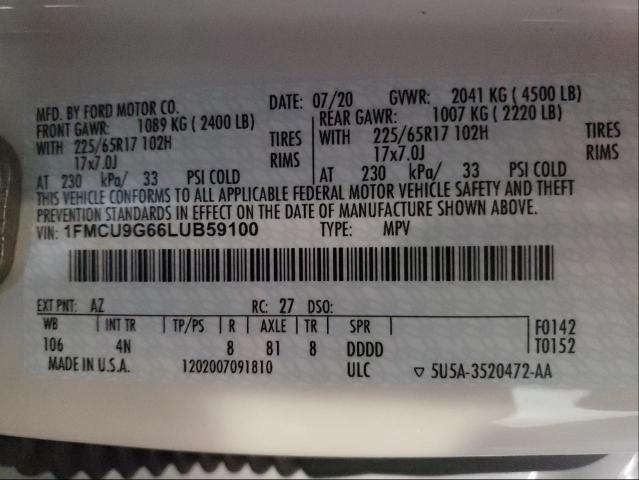 MFD. BY FORD MOTOR CO. DATE: 07/20 GVWR: 2041 KG ( 4500 LB)
FRONT GAWR: 1089 KG ( 2400 LB) REAR GAWR: 1007 KG ( 2220 LB)
WITH 225/65R17 102H TIRES WITH 225/65R17 102H TIRES
17x7.0J RIMS 17x7.0J RIMS
AT 230 kPa/ 33 PSI COLD AT 230 kPa/ 33 PSI COLD
THIS VEHICLE CONFORMS TO ALL APPLICABLE FEDERAL MOTOR VEHICLE SAFETY AND THEFT
PREVENTION STANDARDS IN EFFECT ON THE DATE OF MANUFACTURE SHOWN ABOVE.
VIN: 1FMCU9G66LUB59100 TYPE: MPV
EXT PNT: AZ RC: 27 DSO:
WB INT TR TP/PS R AXLE TR SPR F0142
106 4N 8 81 8 DDDD T0152
MADE IN U.S.A. 1202007091810 ULC ▽ 5U5A-3520472-AA